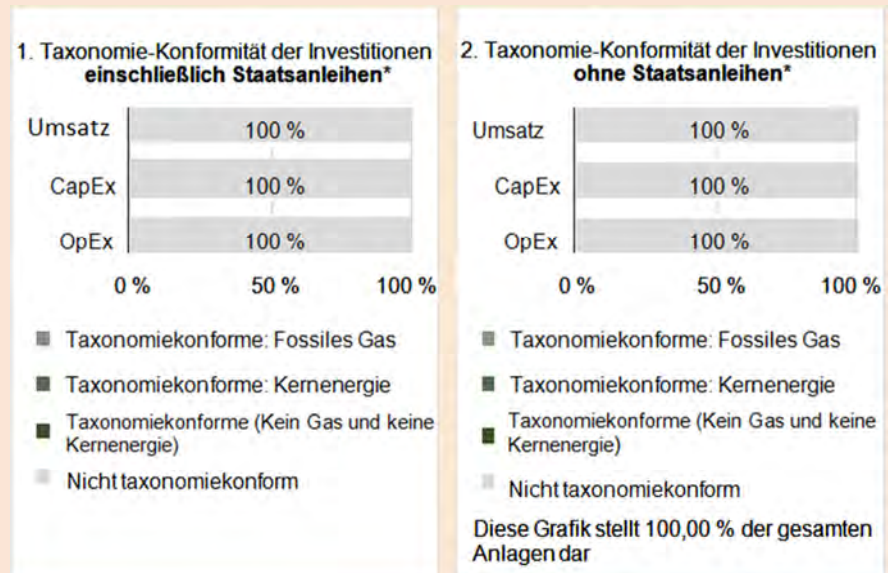 1. Taxonomie-Konformität der Investitionen
einschließlich Staatsanleihen*
Umsatz 100 %
CapEx 100 %
OpEx 100 %
0 % 50 % 100 %
Taxonomiekonforme: Fossiles Gas
Taxonomiekonforme: Kernenergie
Taxonomiekonforme (Kein Gas und keine
Kernenergie)
Nicht taxonomiekonform
2. Taxonomie-Konformität der Investitionen
ohne Staatsanleihen*
Umsatz 100 %
CapEx 100 %
OpEx 100 %
0 % 50 % 100 %
Taxonomiekonforme: Fossiles Gas
Taxonomiekonforme: Kernenergie
Taxonomiekonforme (Kein Gas und keine
Kernenergie)
Nicht taxonomiekonform
Diese Grafik stellt 100,00 % der gesamten
Anlagen dar